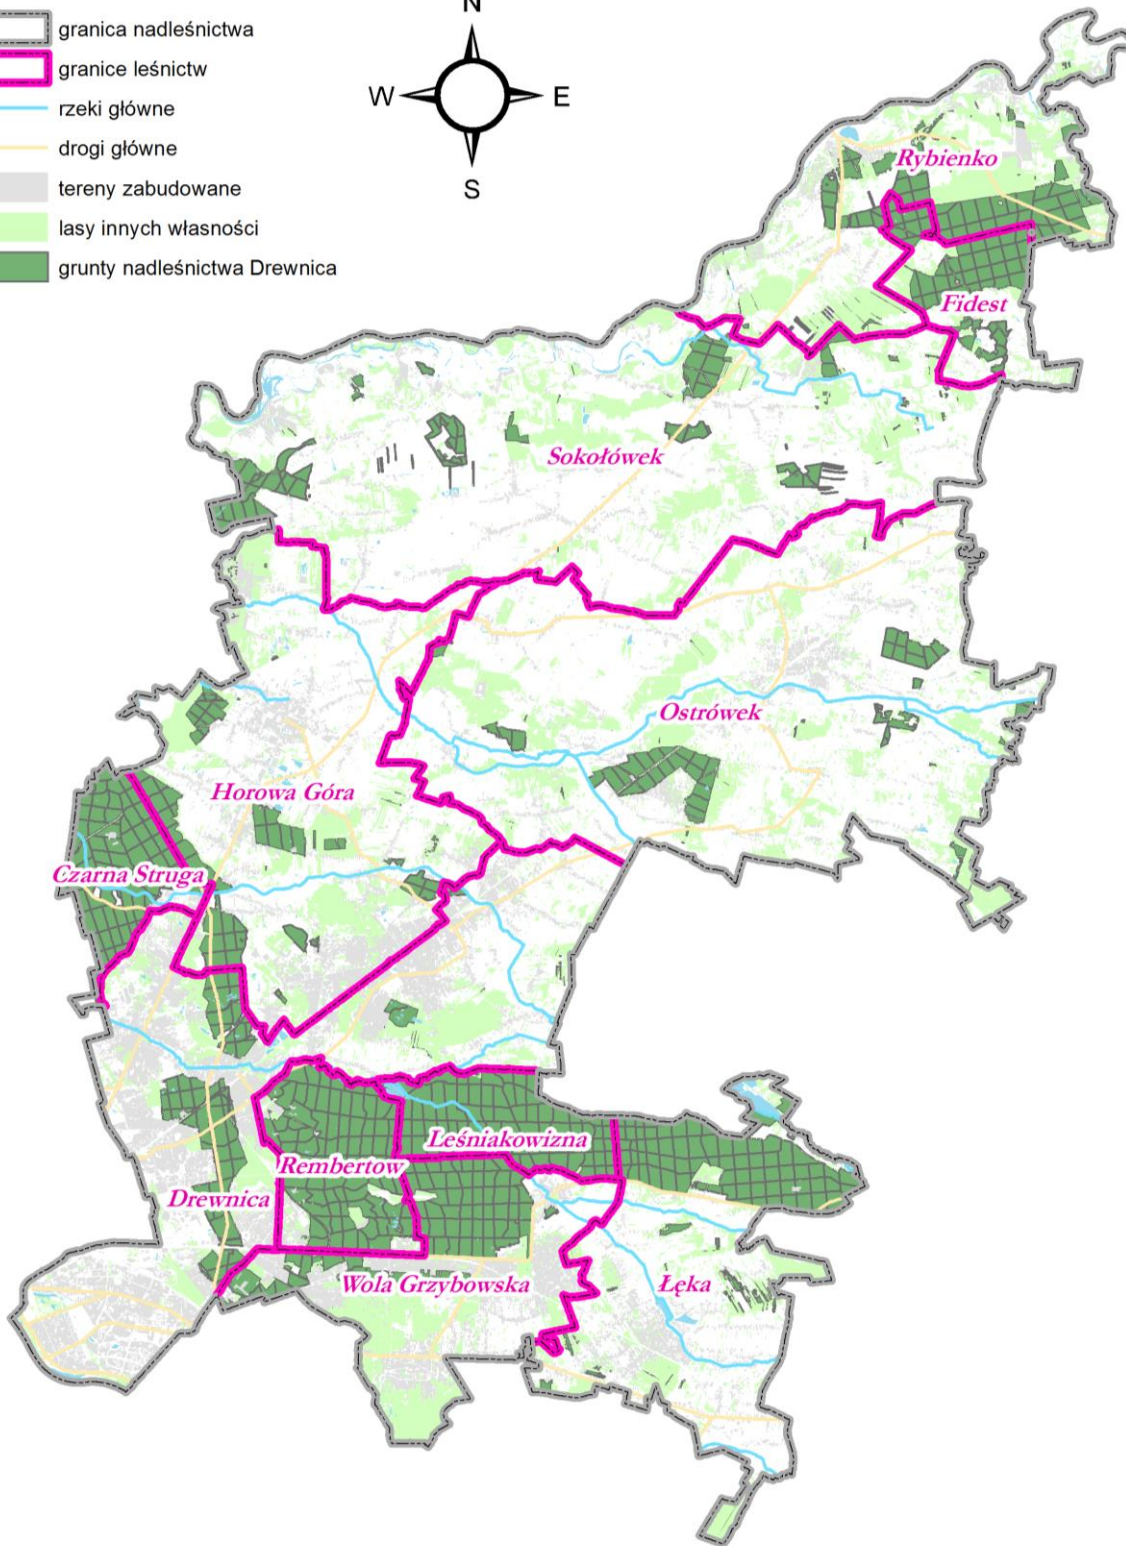 granica nadleśnictwa
granice leśnictw
rzeki główne
drogi główne
tereny zabudowane
lasy innych własności
grunty nadleśnictwa Drewnica
N
W
E
S
Rybienko
Fidest
Sokołówek
Ostrówek
Horowa Góra
Czarna Struga
Leśniakowizna
Rembertow
Drewnica
Wola Grzybowska
Łęka